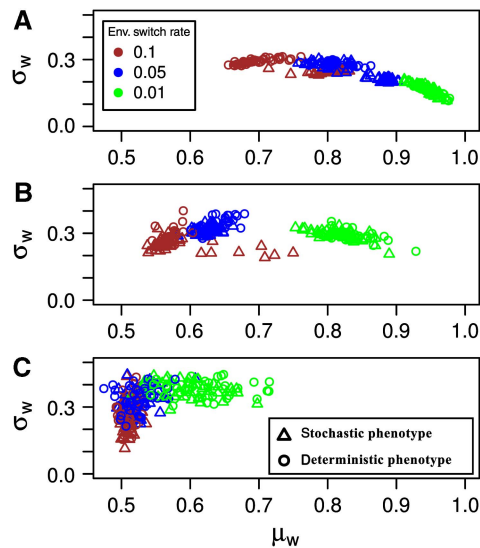 A
Env. switch rate
0.1
0.05
0.01
σw
0.3
0.0
0.5 0.6 0.7 0.8 0.9 1.0
B
σw
0.3
0.0
0.5 0.6 0.7 0.8 0.9 1.0
C
σw
0.3
0.0
Stochastic phenotype
Deterministic phenotype
0.5 0.6 0.7 0.8 0.9 1.0
μw